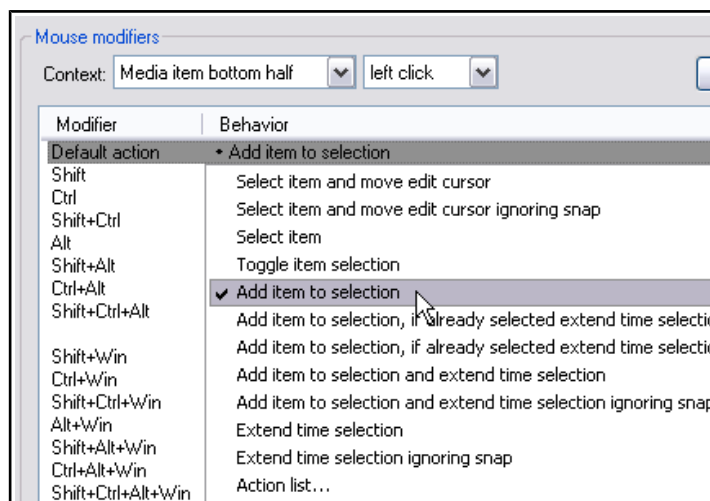 Mouse modifiers
Context: Media item bottom half left click
Modifier Behavior
Default action • Add item to selection
Shift
Ctrl
Shift+Ctrl
Alt
Shift+Alt
Ctrl+Alt
Shift+Ctrl+Alt
Shift+Win
Ctrl+Win
Shift+Ctrl+Win
Alt+Win
Shift+Alt+Win
Ctrl+Alt+Win
Shift+Ctrl+Alt+Win
Select item and move edit cursor
Select item and move edit cursor ignoring snap
Select item
Toggle item selection
✔ Add item to selection
Add item to selection, if already selected extend time selecti
Add item to selection, if already selected extend time selecti
Add item to selection and extend time selection
Add item to selection and extend time selection ignoring snap
Extend time selection
Extend time selection ignoring snap
Action list...